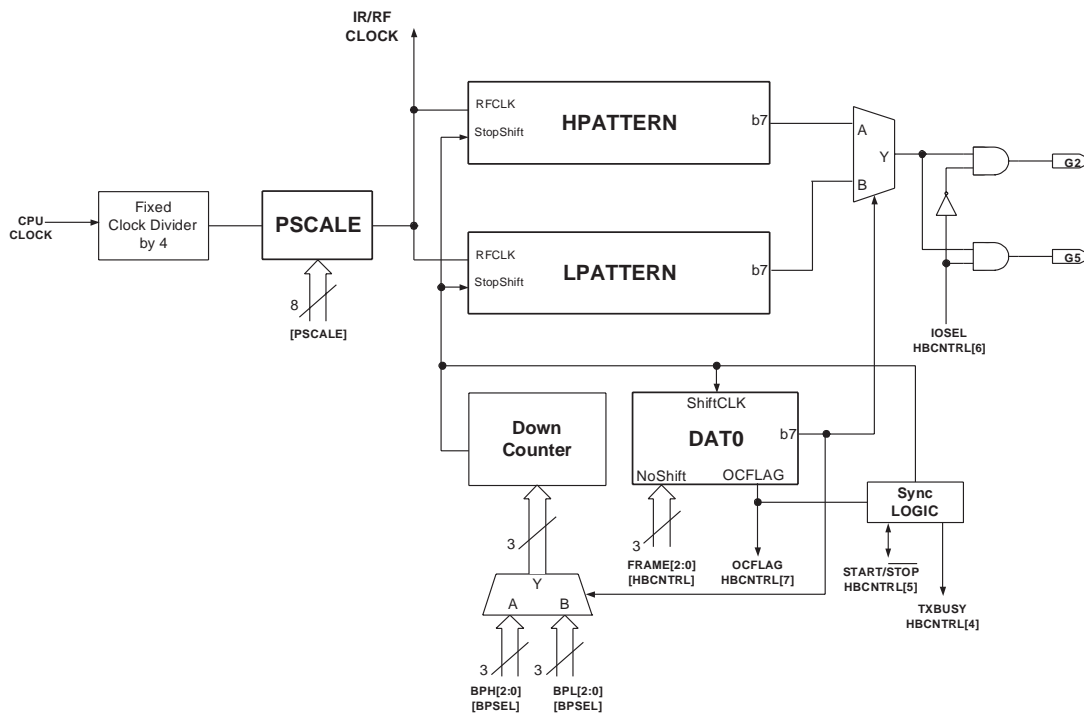 IR/RF
CLOCK
RFCLK
HPATTERN
b7
StopShift
A
Y
B
G2
CPU
CLOCK
Fixed
Clock Divider
by 4
PSCALE
RFCLK
LPATTERN
b7
StopShift
G5
8
[PSCALE]
IOSEL
HBCNTRL[6]
ShiftCLK
Down
Counter
DAT0
b7
NoShift
OCFLAG
Sync
LOGIC
3
3
FRAME[2:0]
[HBCNTRL]
OCFLAG
HBCNTRL[7]
START/STOP
HBCNTRL[5]
TXBUSY
HBCNTRL[4]
Y
A
B
3
3
BPH[2:0]
[BPSEL]
BPL[2:0]
[BPSEL]